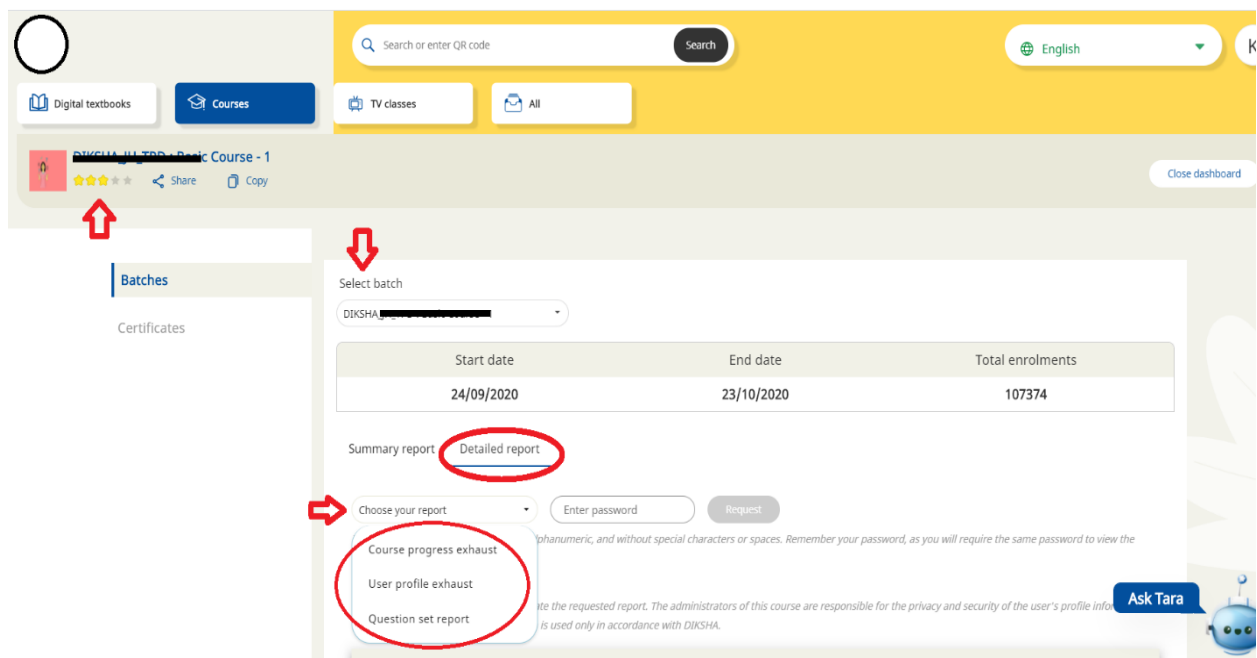 Search or enter QR code
Search
English
K
Digital textbooks
Courses
TV classes
All
Course - 1
Share
Copy
Close dashboard
Batches
Certificates
Select batch
DIKSHA
Start date End date Total enrolments
24/09/2020 23/10/2020 107374
Summary report Detailed report
Choose your report
Enter password
Request
Course progress exhaust
User profile exhaust
Question set report
and without special characters or spaces. Remember your password, as you will require the same password to view the
the requested report. The administrators of this course are responsible for the privacy and security of the user's profile
is used only in accordance with DIKSHA.
Ask Tara